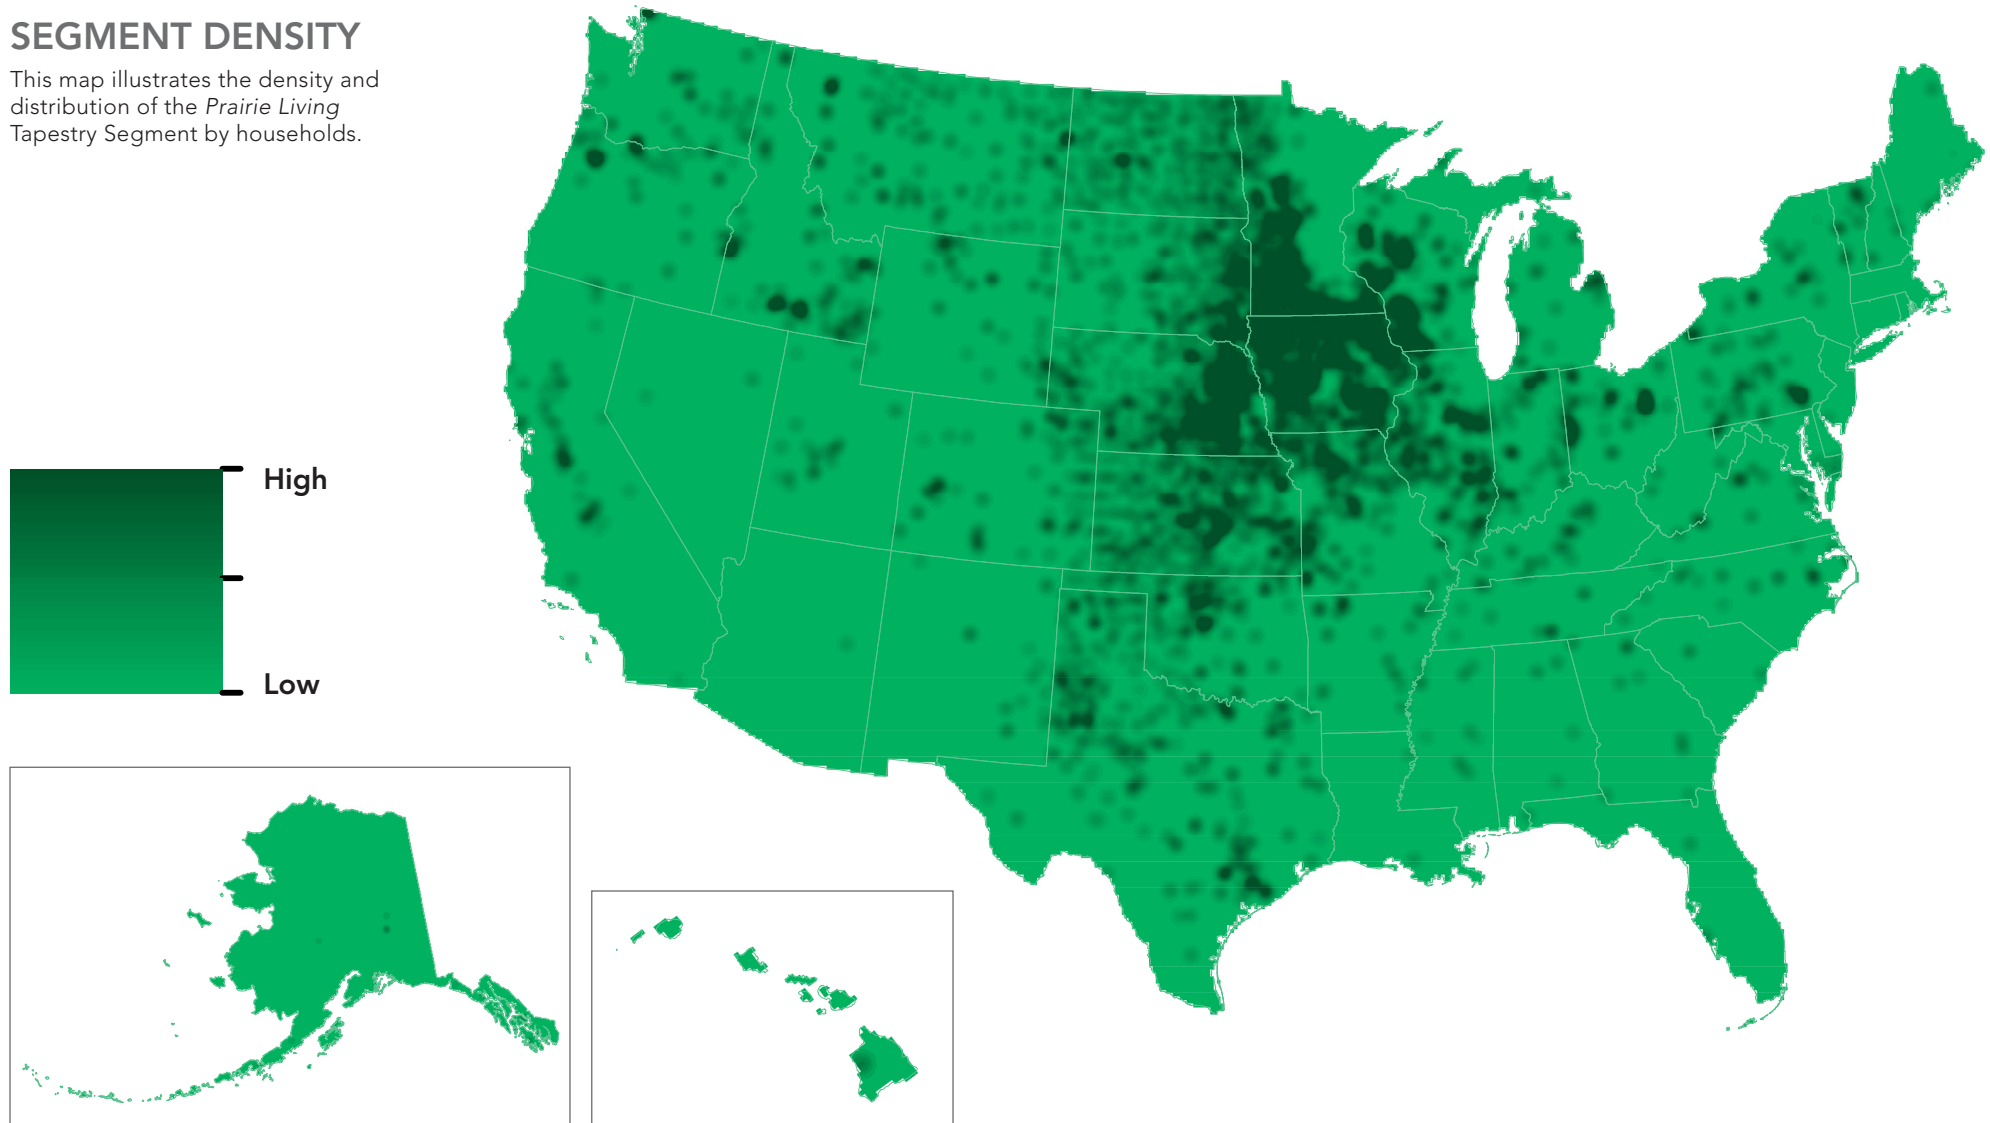 SEGMENT DENSITY
This map illustrates the density and
distribution of the Prairie Living
Tapestry Segment by households.
High
Low